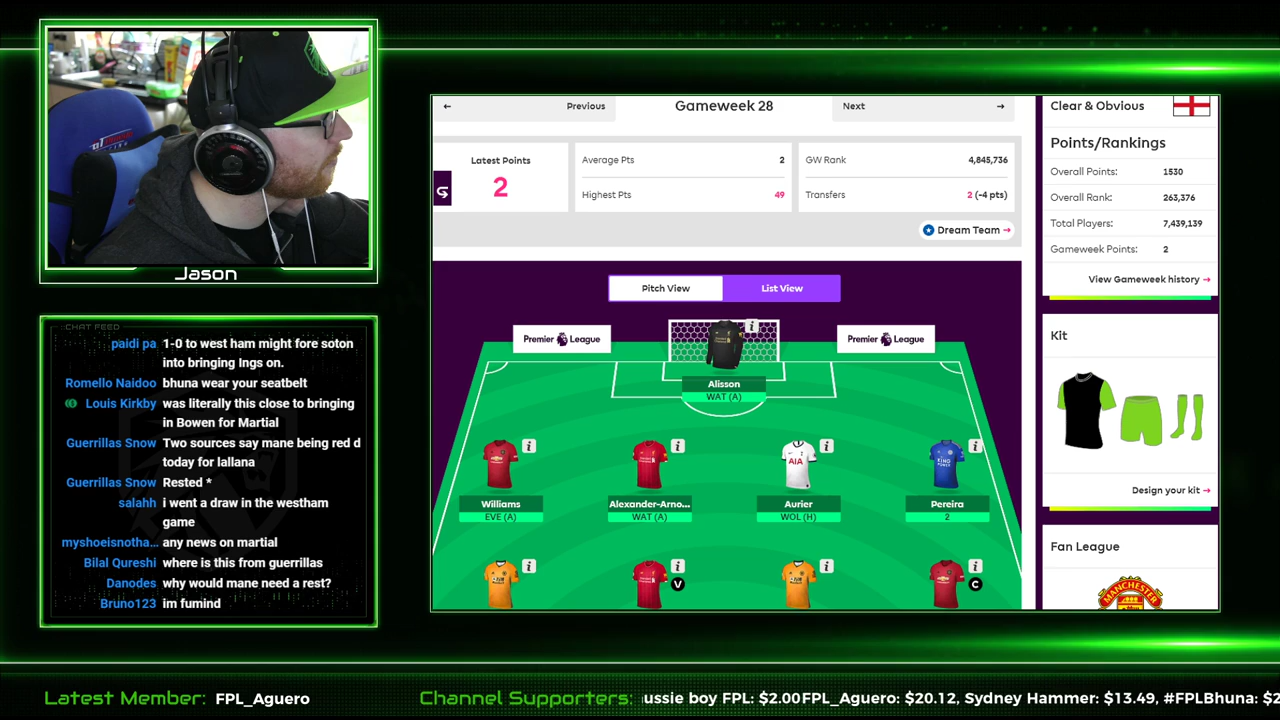 Jason
CHAT FEED
paidi pa 1-0 to west ham might fore soton
into bringing Ings on.
Romello Naidoo bhuna wear your seatbelt
Louis Kirkby was literally this close to bringing
in Bowen for Martial
Guerrillas Snow Two sources say mane being red d
today for lallana
Guerrillas Snow Rested *
salahh i went a draw in the westham
game
myshoeisnotha... any news on martial
Bilal Qureshi where is this from guerrillas
Danodes why would mane need a rest?
Bruno123 im fumind
← Previous Gameweek 28 Next →
Latest Points
2
Average Pts 2
Highest Pts 49
GW Rank 4,845,736
Transfers 2 (-4 pts)
Dream Team →
Pitch View List View
Premier League
Premier League
Alisson
WAT (A)
AIA
KING POWER
Williams
EVE (A)
Alexander-Arno...
WAT (A)
Aurier
WOL (H)
Pereira
2
V
C
Clear & Obvious
Points/Rankings
Overall Points: 1530
Overall Rank: 263,376
Total Players: 7,439,139
Gameweek Points: 2
View Gameweek history →
Kit
Design your kit →
Fan League
MANCHESTER
Latest Member: FPL_Aguero
Channel Supporters: ussie boy FPL: $2.00FPL_Aguero: $20.12, Sydney Hammer: $13.49, #FPLBhuna: $2